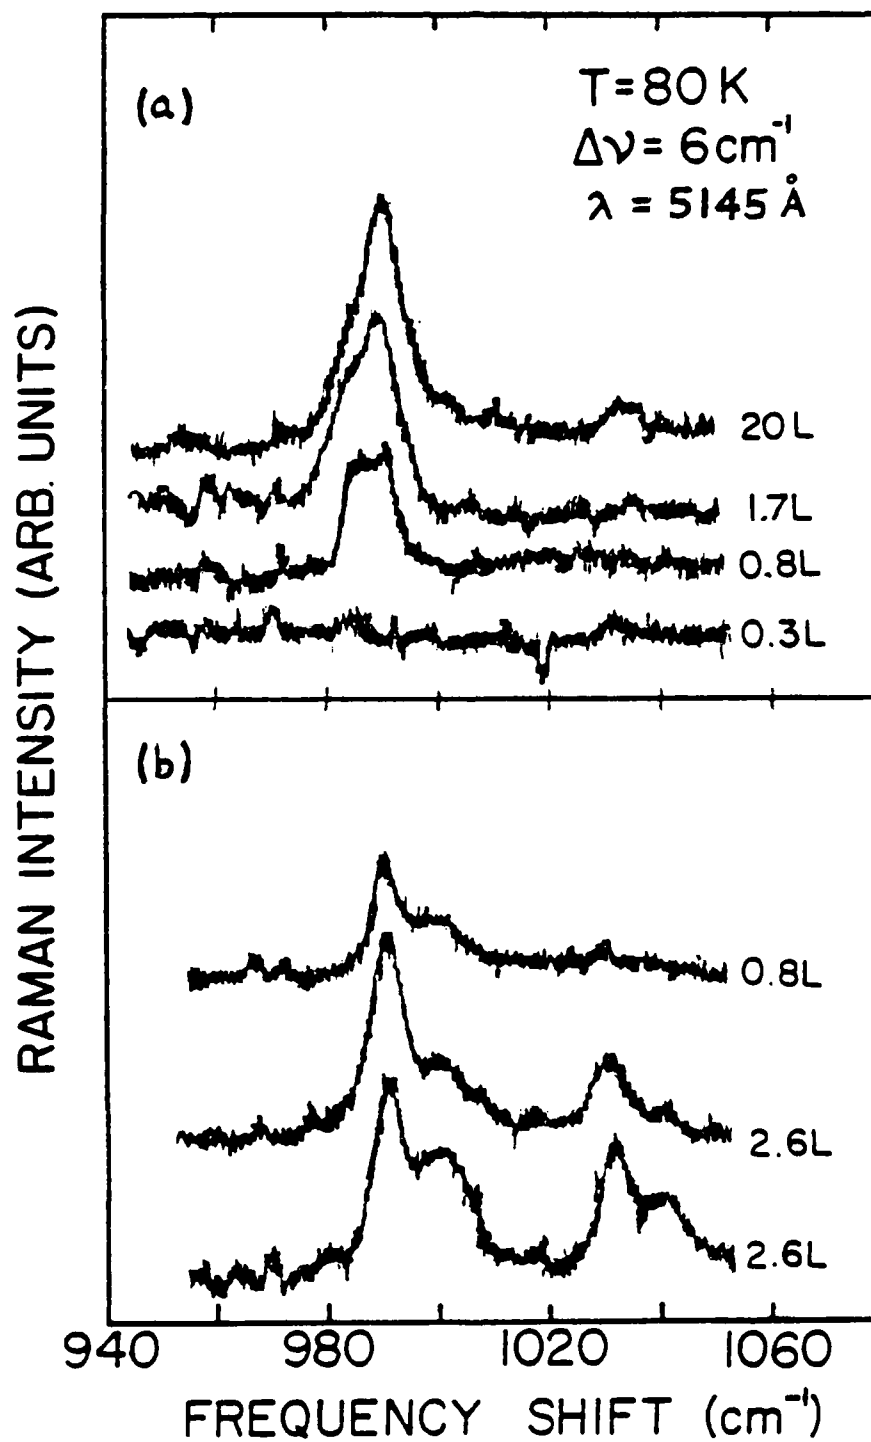 (a)
T=80K
Δν= 6cm⁻¹
λ = 5145 Å
20L
1.7L
0.8L
0.3L
(b)
0.8L
2.6L
2.6L
940 980 1020 1060
FREQUENCY SHIFT (cm⁻¹)
RAMAN INTENSITY (ARB. UNITS)